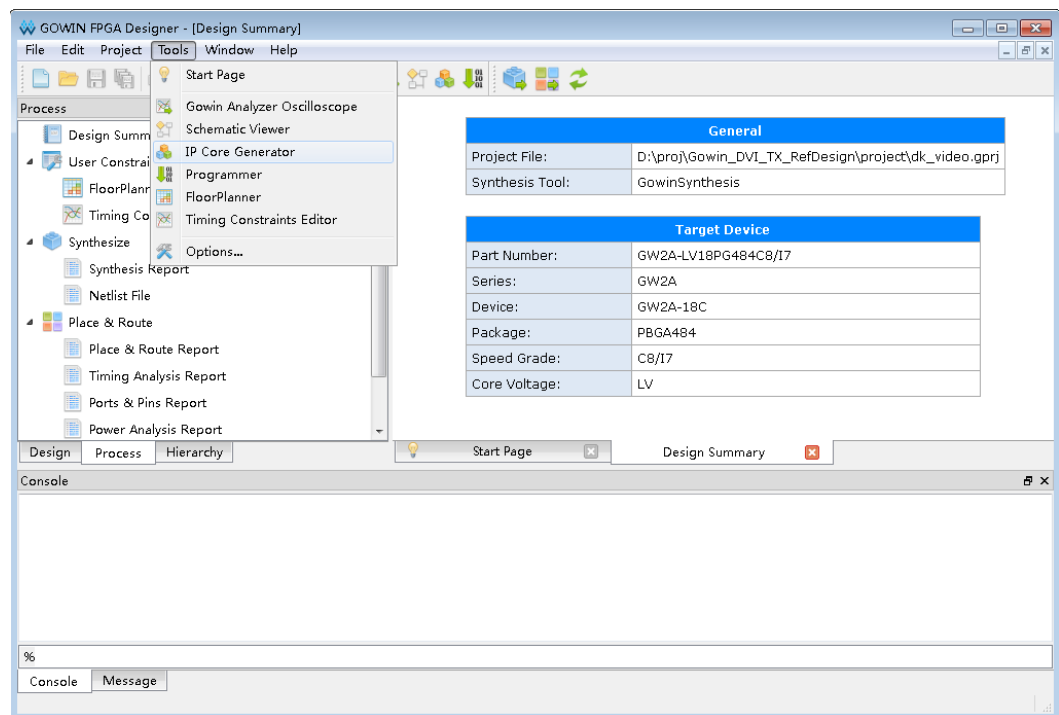 GOWIN FPGA Designer - [Design Summary]
File Edit Project Tools Window Help
Start Page
Gowin Analyzer Oscilloscope
Schematic Viewer
IP Core Generator
Programmer
FloorPlanner
Timing Constraints Editor
Options...
Process
Design Summ
User Constrai
FloorPlanr
Timing Co
Synthesize
Synthesis Report
Netlist File
Place & Route
Place & Route Report
Timing Analysis Report
Ports & Pins Report
Power Analysis Report
Design Process Hierarchy
General
Project File: D:\proj\Gowin_DVI_TX_RefDesign\project\dk_video.gprj
Synthesis Tool: GowinSynthesis
Target Device
Part Number: GW2A-LV18PG484C8/I7
Series: GW2A
Device: GW2A-18C
Package: PBGA484
Speed Grade: C8/I7
Core Voltage: LV
Start Page Design Summary
Console
%
Console Message